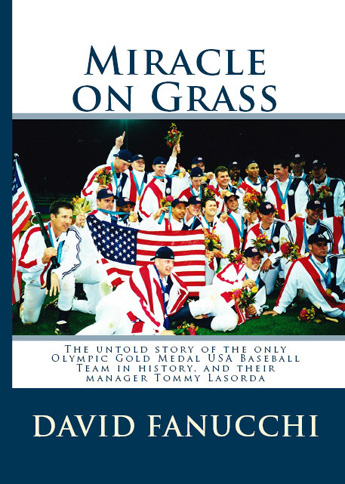 Miracle
on Grass
The untold story of the only
Olympic Gold Medal USA Baseball
Team in history, and their
manager Tommy Lasorda
DAVID FANUCCHI